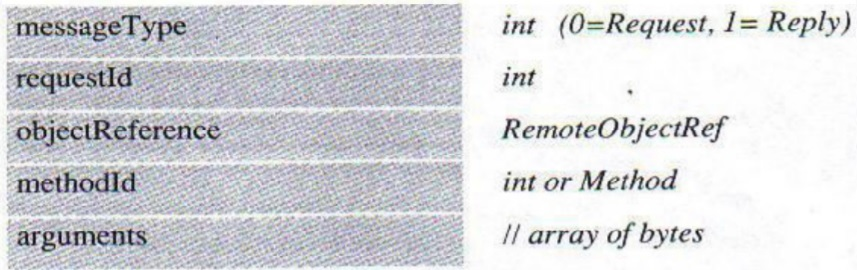 messageType int (0=Request, 1= Reply)
requestId int
objectReference RemoteObjectRef
methodId int or Method
arguments // array of bytes